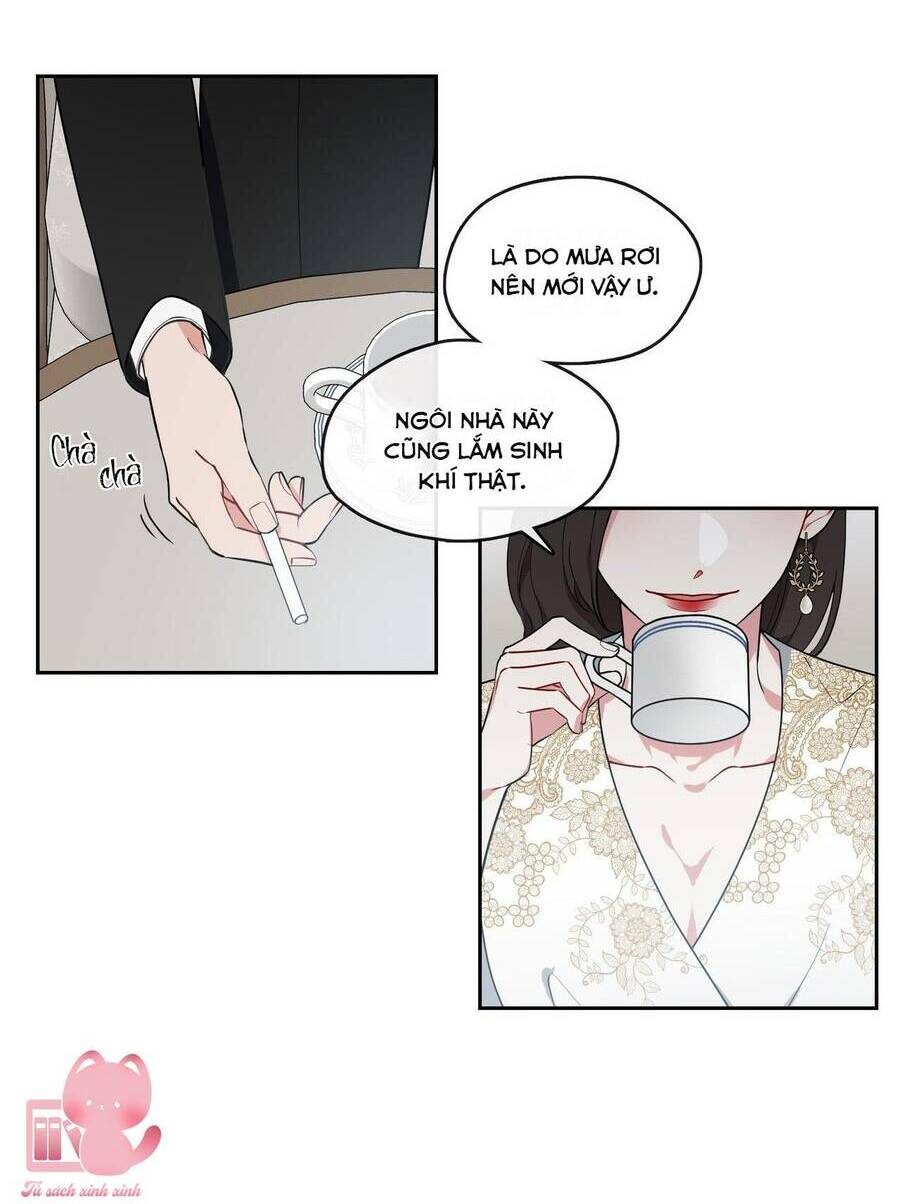 LÀ DO MƯA RƠI
NÊN MỚI VẬY Ư.
NGÔI NHÀ NÀY
CŨNG LẮM SINH
KHÍ THẬT.
Chà
chà
Tủ sách xinh xinh